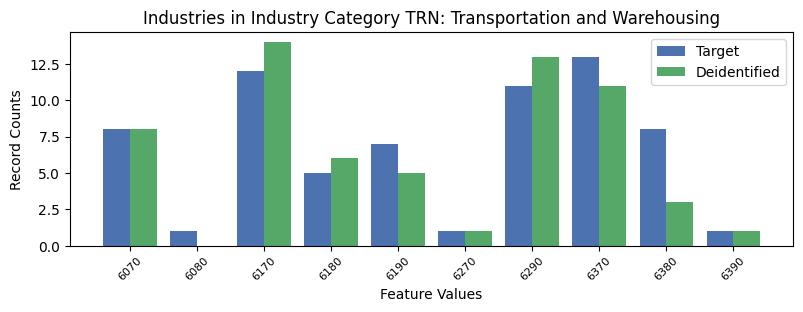 Industries in Industry Category TRN: Transportation and Warehousing
Target
Deidentified
Record Counts
12.5
10.0
7.5
5.0
2.5
0.0
6070 6080 6170 6180 6190 6270 6290 6370 6380 6390
Feature Values